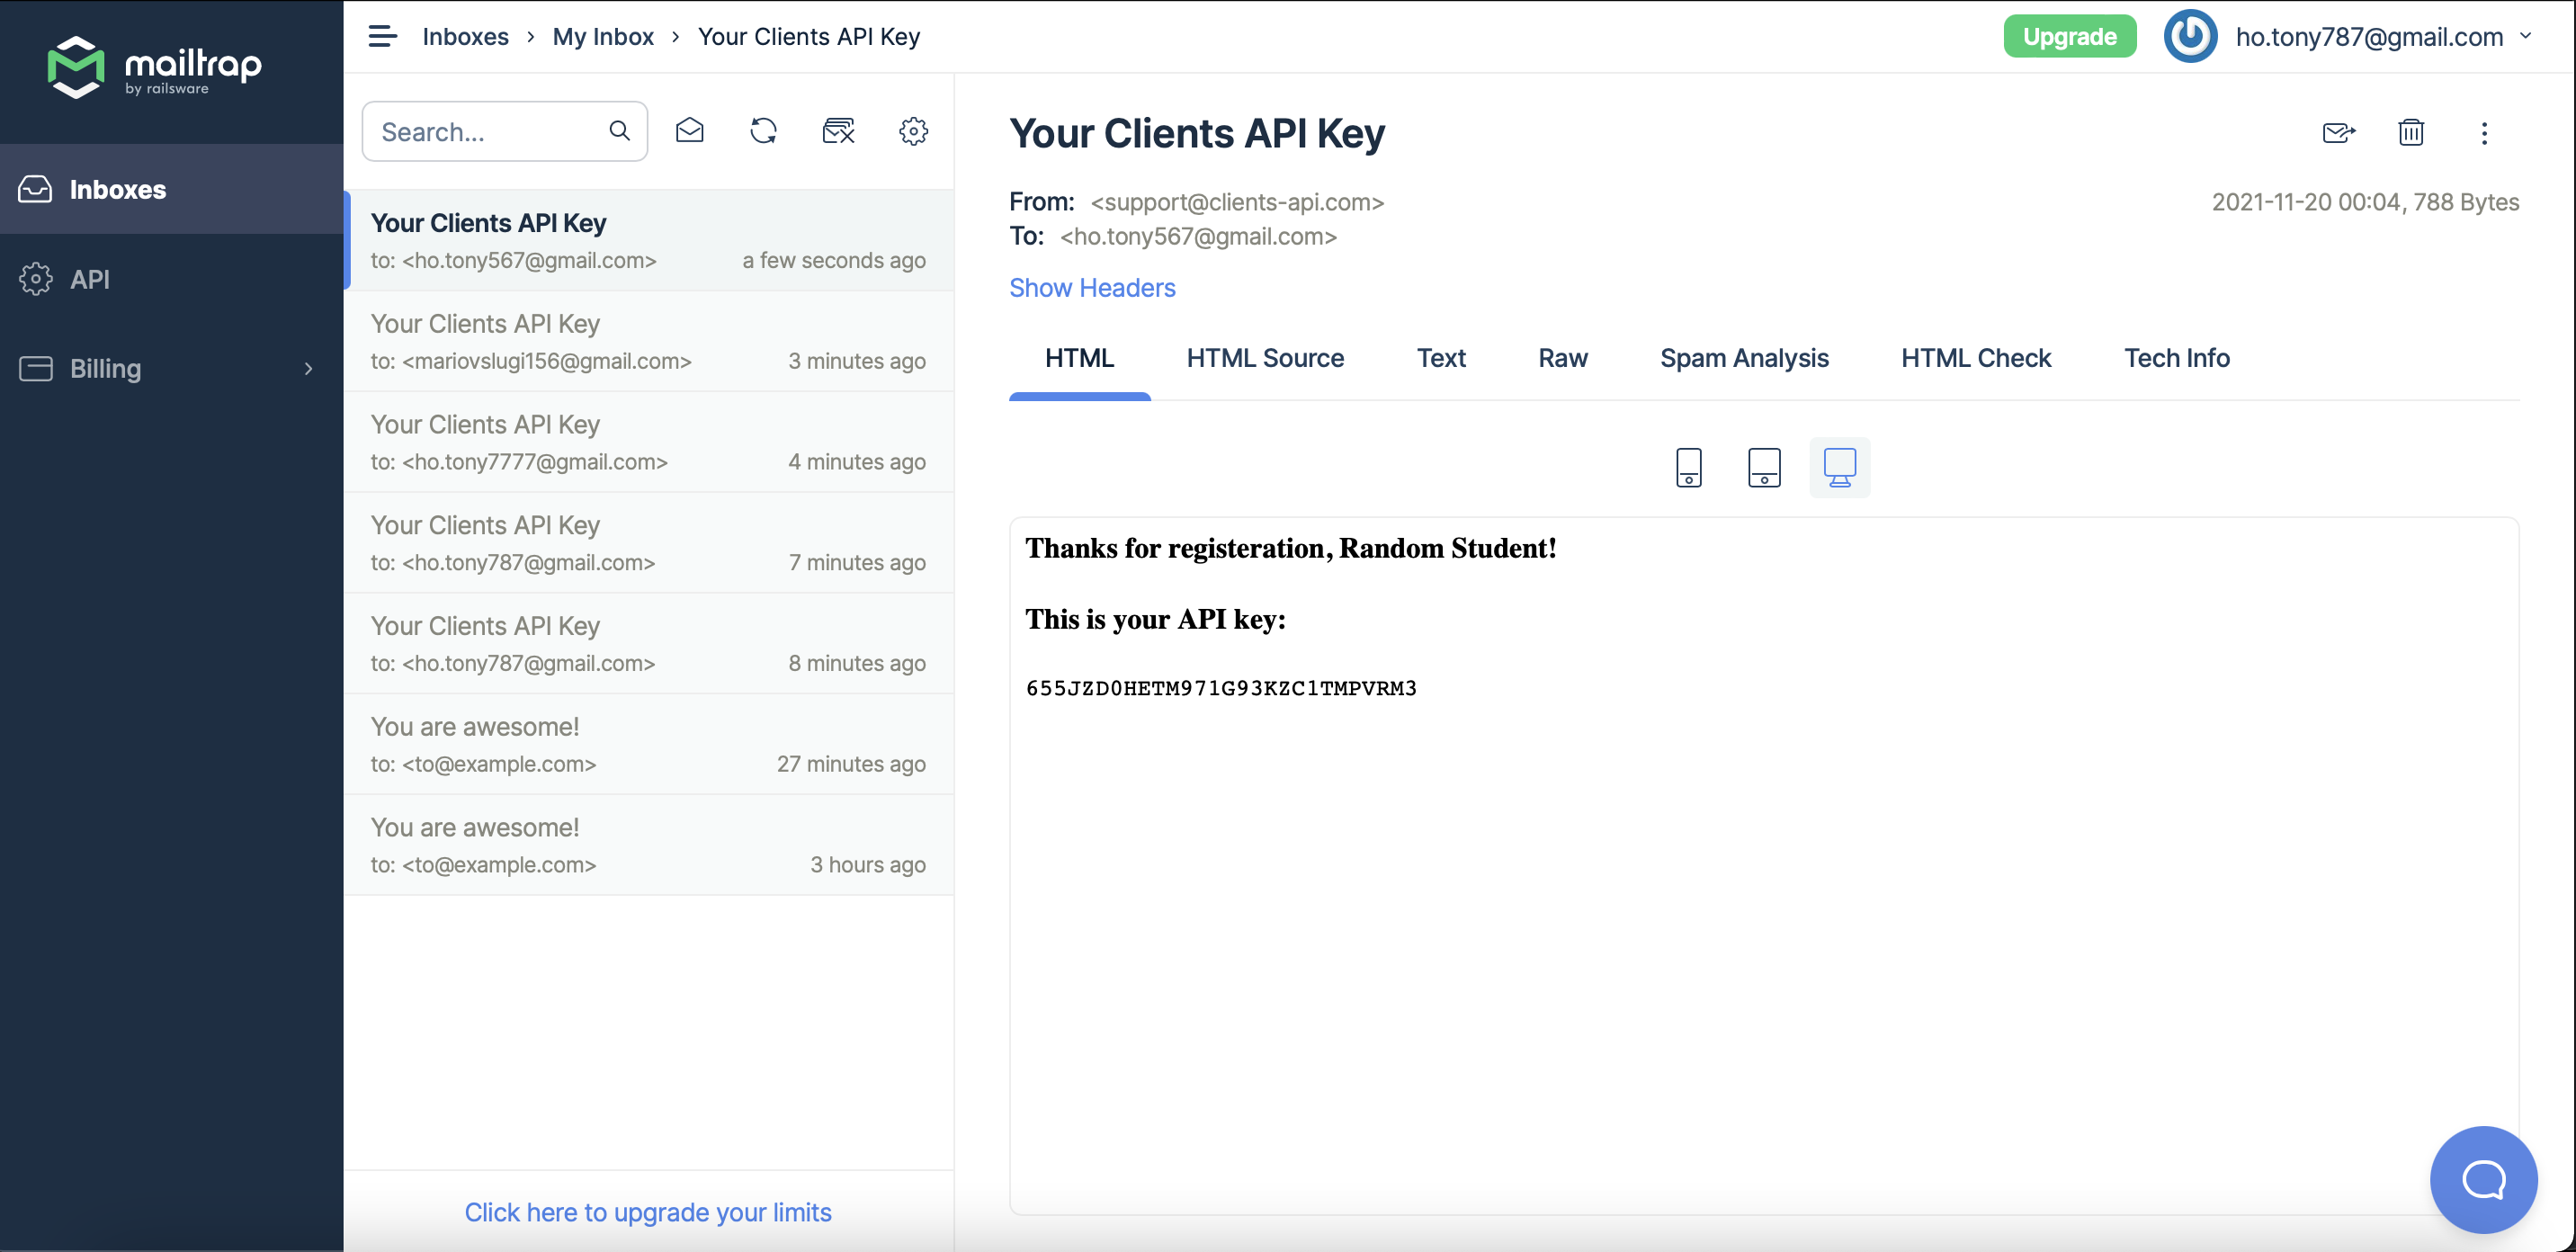 mailtrap
by railsware
Inboxes
API
Billing
Inboxes › My Inbox › Your Clients API Key
Upgrade
ho.tony787@gmail.com
Search...
Your Clients API Key
to: <ho.tony567@gmail.com> a few seconds ago
Your Clients API Key
to: <mariovslugi156@gmail.com> 3 minutes ago
Your Clients API Key
to: <ho.tony7777@gmail.com> 4 minutes ago
Your Clients API Key
to: <ho.tony787@gmail.com> 7 minutes ago
Your Clients API Key
to: <ho.tony787@gmail.com> 8 minutes ago
You are awesome!
to: <to@example.com> 27 minutes ago
You are awesome!
to: <to@example.com> 3 hours ago
Click here to upgrade your limits
Your Clients API Key
From: <support@clients-api.com> 2021-11-20 00:04, 788 Bytes
To: <ho.tony567@gmail.com>
Show Headers
HTML HTML Source Text Raw Spam Analysis HTML Check Tech Info
Thanks for registeration, Random Student!
This is your API key:
655JZD0HETM971G93KZC1TMPVRM3